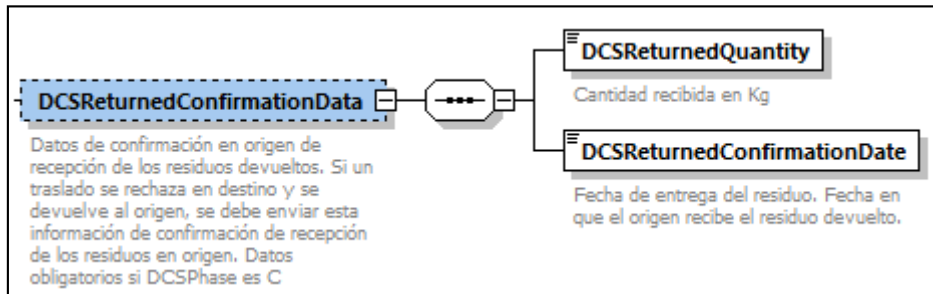 DCSReturnedConfirmationData
Datos de confirmación en origen de
recepción de los residuos devueltos. Si un
traslado se rechaza en destino y se
devuelve al origen, se debe enviar esta
información de confirmación de recepción
de los residuos en origen. Datos
obligatorios si DCSPhase es C
DCSReturnedQuantity
Cantidad recibida en Kg
DCSReturnedConfirmationDate
Fecha de entrega del residuo. Fecha en
que el origen recibe el residuo devuelto.